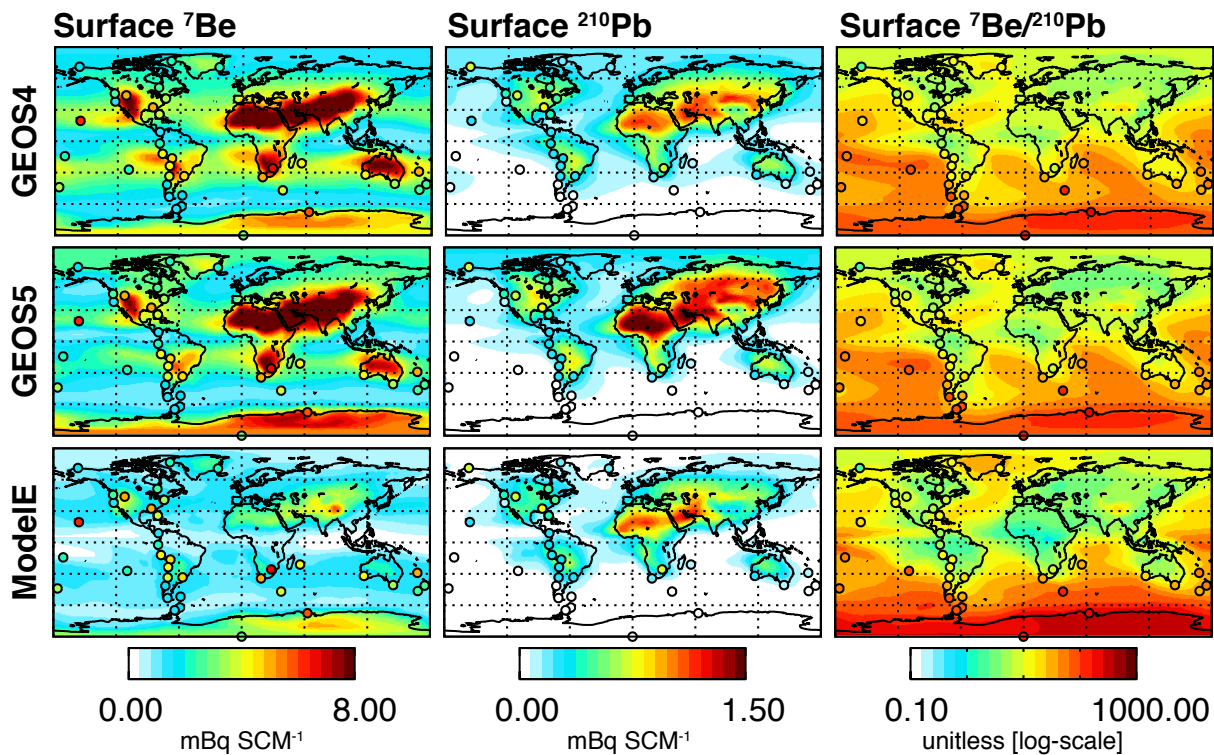 Surface ⁷Be
Surface ²¹⁰Pb
Surface ⁷Be/²¹⁰Pb
GEOS4
GEOS5
ModelE
0.00 8.00
mBq SCM⁻¹
0.00 1.50
mBq SCM⁻¹
0.10 1000.00
unitless [log-scale]